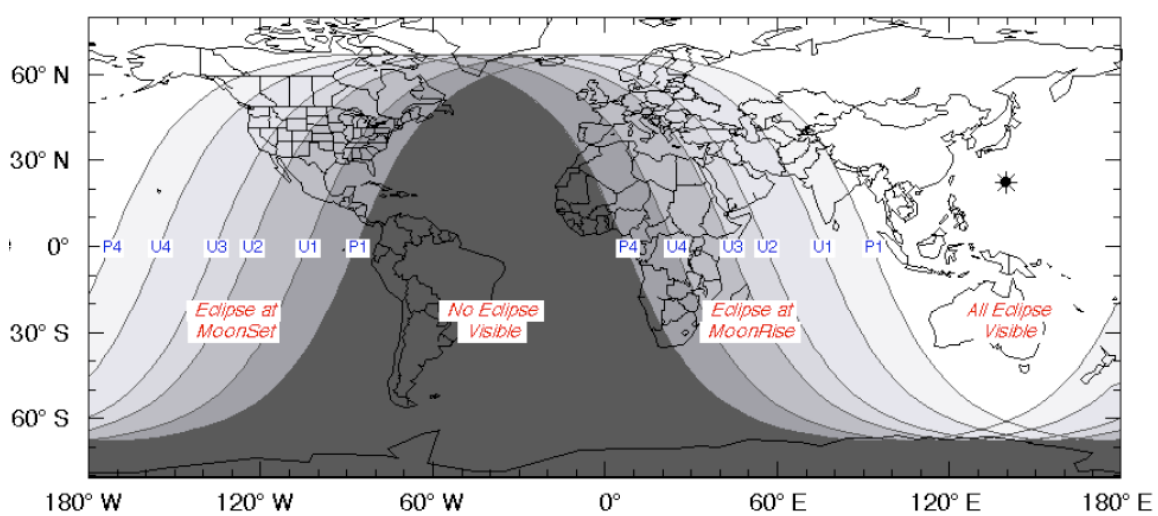 60° N
30° N
0°
30° S
60° S
P4 U4 U3 U2 U1 P1 P4 U4 U3 U2 U1 P1
Eclipse at
MoonSet
No Eclipse
Visible
Eclipse at
MoonRise
All Eclipse
Visible
180° W 120° W 60° W 0° 60° E 120° E 180° E